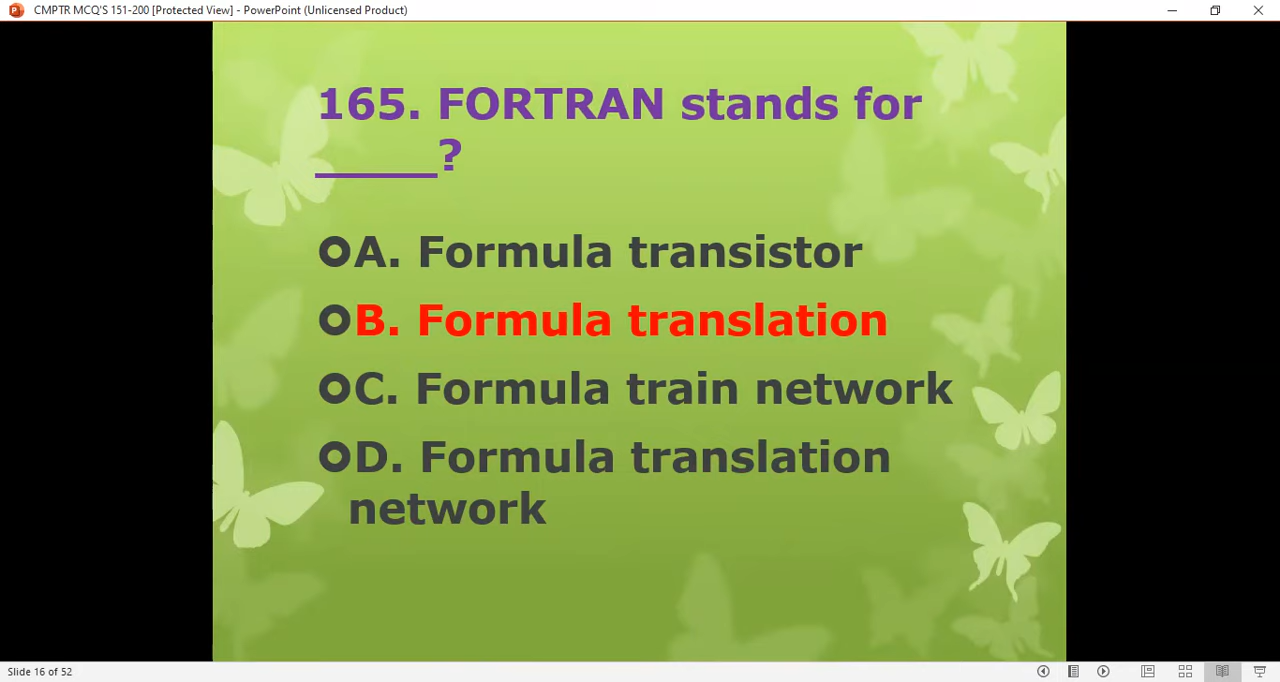 CMPTR MCQ'S 151-200 [Protected View] - PowerPoint (Unlicensed Product)
165. FORTRAN stands for
_____?
A. Formula transistor
B. Formula translation
C. Formula train network
D. Formula translation
network
Slide 16 of 52